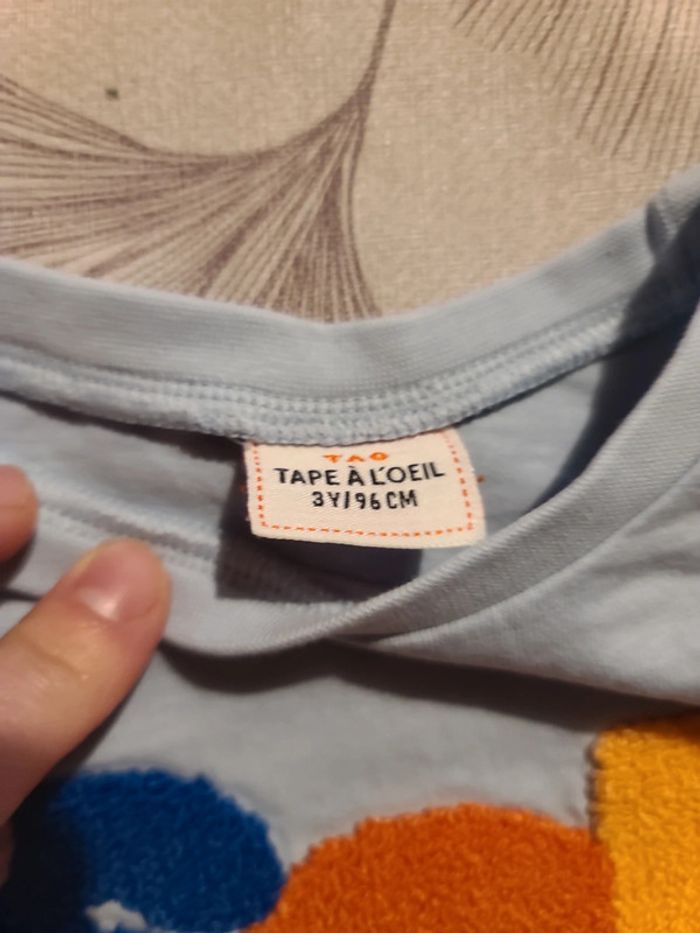 TAO
TAPE À L'OEIL
3Y/96CM